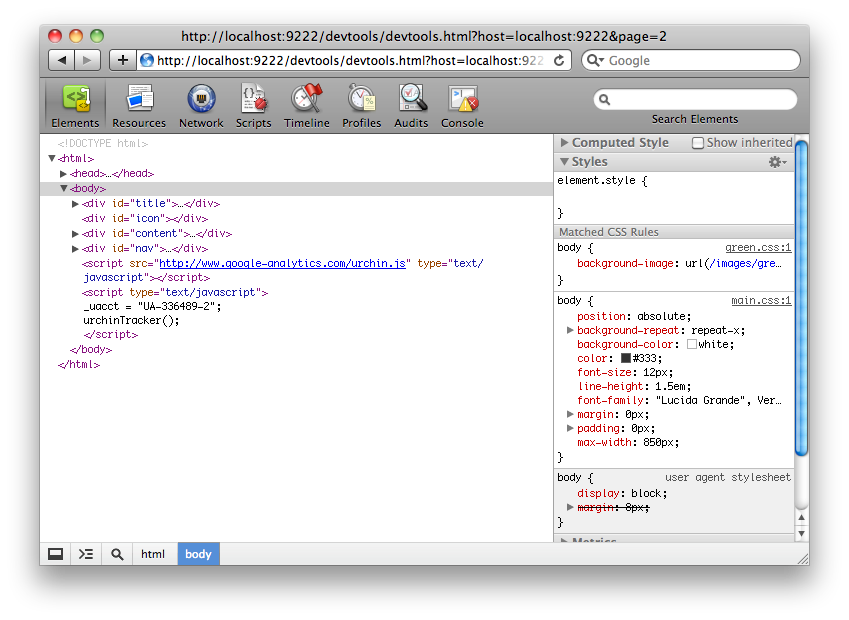 http://localhost:9222/devtools/devtools.html?host=localhost:9222&page=2
http://localhost:9222/devtools/devtools.html?host=localhost:922
Google
Elements Resources Network Scripts Timeline Profiles Audits Console
Search Elements
<!DOCTYPE html>
<html>
<head>…</head>
<body>
<div id="title">…</div>
<div id="icon"></div>
<div id="content">…</div>
<div id="nav">…</div>
<script src="http://www.google-analytics.com/urchin.js" type="text/
javascript"></script>
<script type="text/javascript">
_uacct = "UA-336489-2";
urchinTracker();
</script>
</body>
</html>
Computed Style Show inherited
Styles
element.style {
}
Matched CSS Rules
body { green.css:1
background-image: url(/images/gre…
}
body { main.css:1
position: absolute;
background-repeat: repeat-x;
background-color: white;
color: #333;
font-size: 12px;
line-height: 1.5em;
font-family: "Lucida Grande", Ver…
margin: 0px;
padding: 0px;
max-width: 850px;
}
body { user agent stylesheet
display: block;
margin: 8px;
}
Metrics
html body